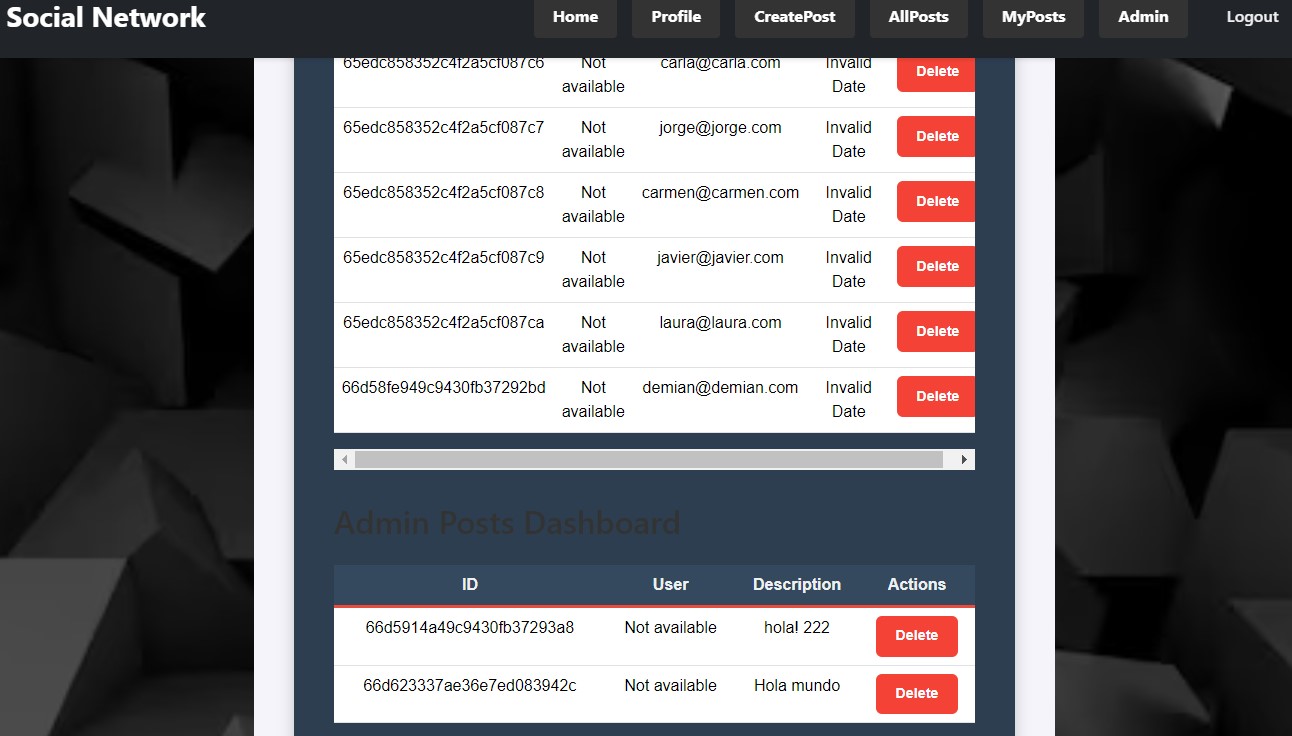 Social Network
Home Profile CreatePost AllPosts MyPosts Admin Logout
65edc858352c4f2a5cf087c6 Not carla@carla.com Invalid Delete
available Date
65edc858352c4f2a5cf087c7 Not jorge@jorge.com Invalid Delete
available Date
65edc858352c4f2a5cf087c8 Not carmen@carmen.com Invalid Delete
available Date
65edc858352c4f2a5cf087c9 Not javier@javier.com Invalid Delete
available Date
65edc858352c4f2a5cf087ca Not laura@laura.com Invalid Delete
available Date
66d58fe949c9430fb37292bd Not demian@demian.com Invalid Delete
available Date
Admin Posts Dashboard
ID User Description Actions
66d5914a49c9430fb37293a8 Not available hola! 222 Delete
66d623337ae36e7ed083942c Not available Hola mundo Delete